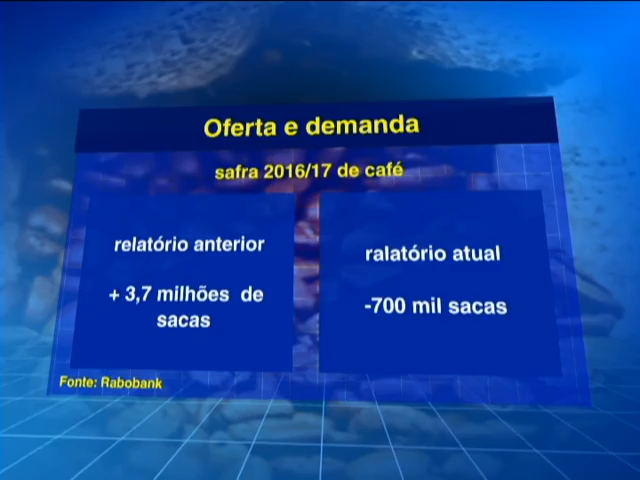 Oferta e demanda
safra 2016/17 de café
relatório anterior
+ 3,7 milhões de
sacas
ralatório atual
-700 mil sacas
Fonte: Rabobank